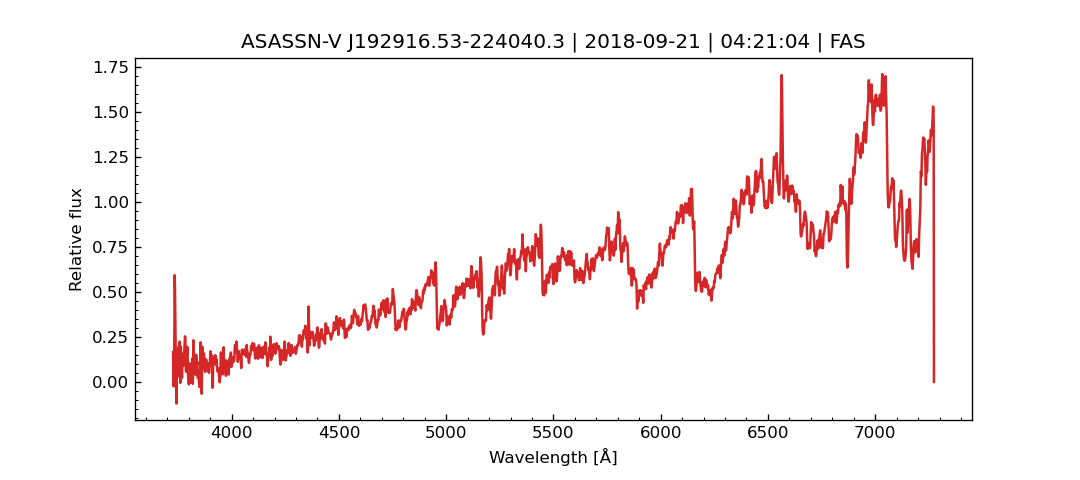 ASASSN-V J192916.53-224040.3 | 2018-09-21 | 04:21:04 | FAS
1.75
1.50
1.25
1.00
0.75
0.50
0.25
0.00
Relative flux
4000 4500 5000 5500 6000 6500 7000
Wavelength [Å]